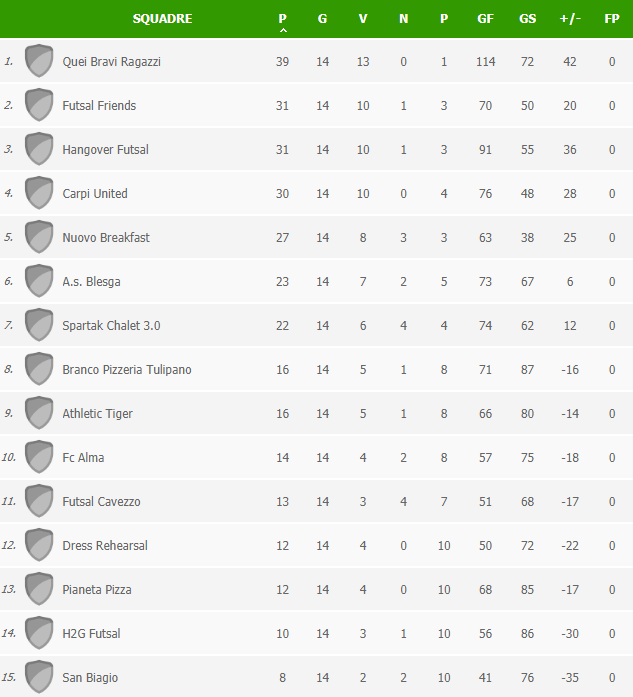 SQUADRE P G V N P GF GS +/- FP
1. Quei Bravi Ragazzi 39 14 13 0 1 114 72 42 0
2. Futsal Friends 31 14 10 1 3 70 50 20 0
3. Hangover Futsal 31 14 10 1 3 91 55 36 0
4. Carpi United 30 14 10 0 4 76 48 28 0
5. Nuovo Breakfast 27 14 8 3 3 63 38 25 0
6. A.s. Blesga 23 14 7 2 5 73 67 6 0
7. Spartak Chalet 3.0 22 14 6 4 4 74 62 12 0
8. Branco Pizzeria Tulipano 16 14 5 1 8 71 87 -16 0
9. Athletic Tiger 16 14 5 1 8 66 80 -14 0
10. Fc Alma 14 14 4 2 8 57 75 -18 0
11. Futsal Cavezzo 13 14 3 4 7 51 68 -17 0
12. Dress Rehearsal 12 14 4 0 10 50 72 -22 0
13. Pianeta Pizza 12 14 4 0 10 68 85 -17 0
14. H2G Futsal 10 14 3 1 10 56 86 -30 0
15. San Biagio 8 14 2 2 10 41 76 -35 0